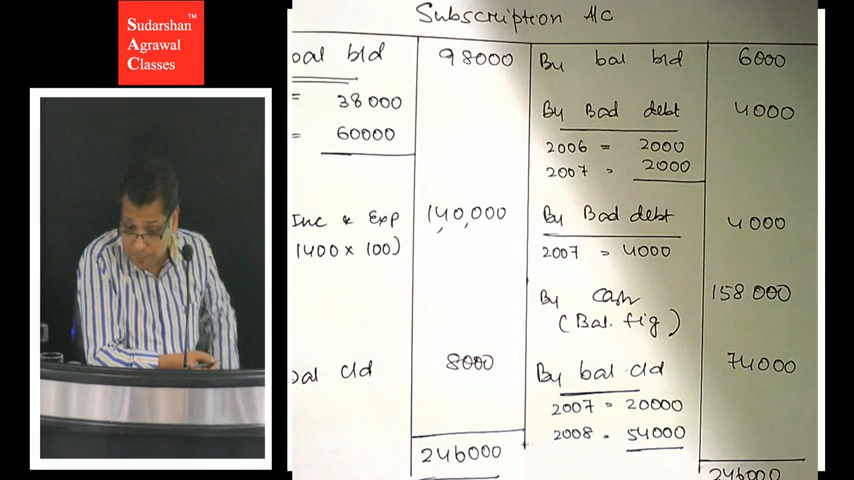 Sudarshan™
Agrawal
Classes
Subscription A/c
bal b/d 98000 By bal b/d 6000
= 38000
= 60000
By Bad debt 4000
2006 = 2000
2007 = 2000
Inc & Exp 140,000 By Bad debt 4000
(1400 x 100) 2007 = 4000
By Cash 158000
(Bal. fig)
bal c/d 8000 By bal c/d 74000
2007 = 20000
2008 = 54000
246000 246000